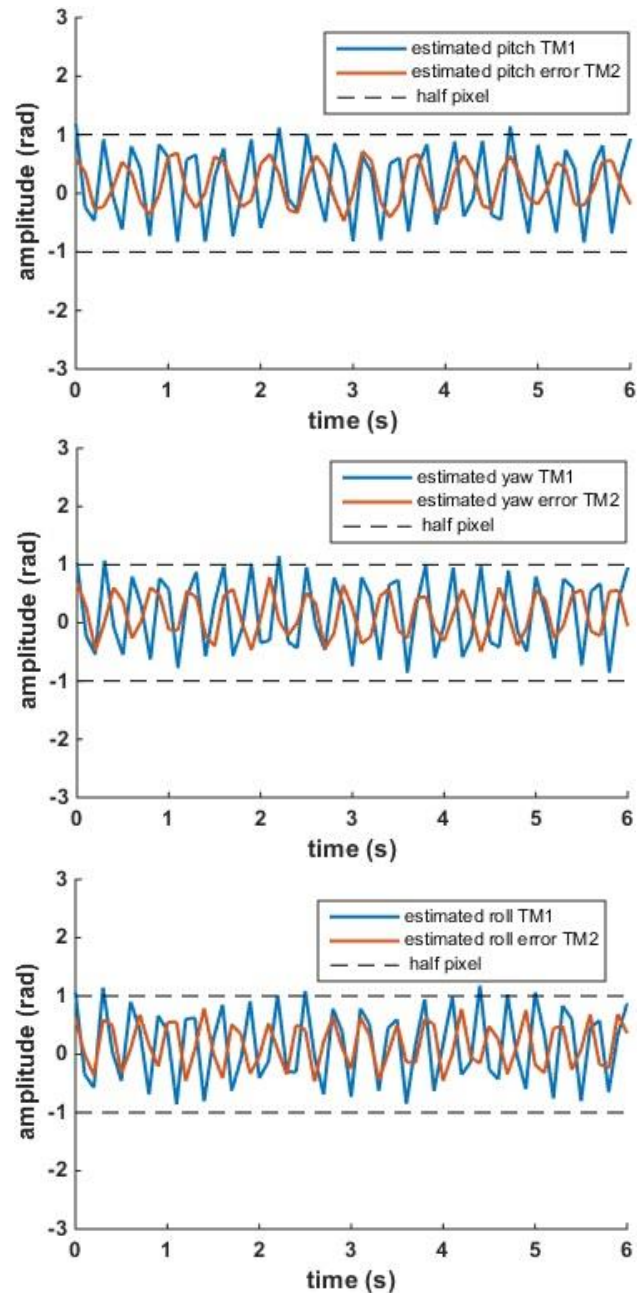 3
estimated pitch TM1
estimated pitch error TM2
half pixel
2
1
0
-1
-2
-3
amplitude (rad)
0 1 2 3 4 5 6
time (s)
3
estimated yaw TM1
estimated yaw error TM2
half pixel
2
1
0
-1
-2
-3
amplitude (rad)
0 1 2 3 4 5 6
time (s)
3
estimated roll TM1
estimated roll error TM2
half pixel
2
1
0
-1
-2
-3
amplitude (rad)
0 1 2 3 4 5 6
time (s)